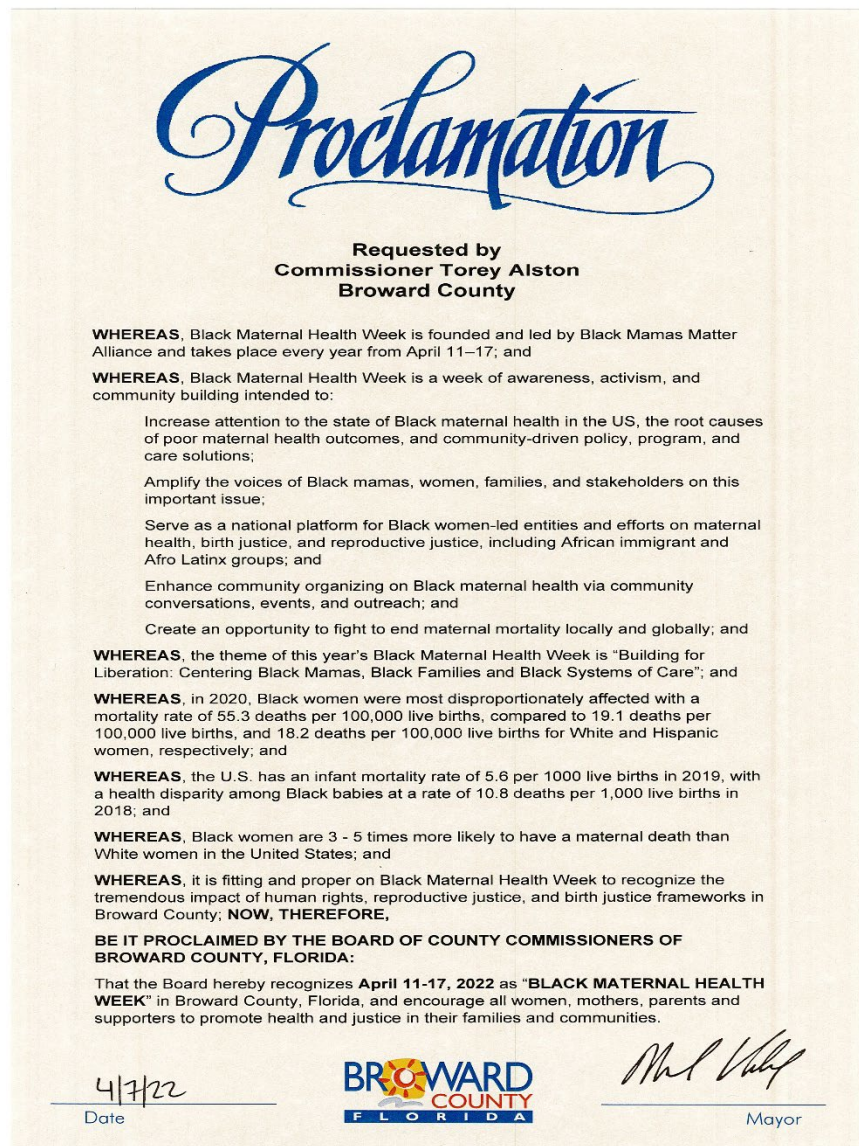 Proclamation
Requested by
Commissioner Torey Alston
Broward County
WHEREAS, Black Maternal Health Week is founded and led by Black Mamas Matter
Alliance and takes place every year from April 11–17; and
WHEREAS, Black Maternal Health Week is a week of awareness, activism, and
community building intended to:
Increase attention to the state of Black maternal health in the US, the root causes
of poor maternal health outcomes, and community-driven policy, program, and
care solutions;
Amplify the voices of Black mamas, women, families, and stakeholders on this
important issue;
Serve as a national platform for Black women-led entities and efforts on maternal
health, birth justice, and reproductive justice, including African immigrant and
Afro Latinx groups; and
Enhance community organizing on Black maternal health via community
conversations, events, and outreach; and
Create an opportunity to fight to end maternal mortality locally and globally; and
WHEREAS, the theme of this year's Black Maternal Health Week is “Building for
Liberation: Centering Black Mamas, Black Families and Black Systems of Care”; and
WHEREAS, in 2020, Black women were most disproportionately affected with a
mortality rate of 55.3 deaths per 100,000 live births, compared to 19.1 deaths per
100,000 live births, and 18.2 deaths per 100,000 live births for White and Hispanic
women, respectively; and
WHEREAS, the U.S. has an infant mortality rate of 5.6 per 1000 live births in 2019, with
a health disparity among Black babies at a rate of 10.8 deaths per 1,000 live births in
2018; and
WHEREAS, Black women are 3 - 5 times more likely to have a maternal death than
White women in the United States; and
WHEREAS, it is fitting and proper on Black Maternal Health Week to recognize the
tremendous impact of human rights, reproductive justice, and birth justice frameworks in
Broward County; NOW, THEREFORE,
BE IT PROCLAIMED BY THE BOARD OF COUNTY COMMISSIONERS OF
BROWARD COUNTY, FLORIDA:
That the Board hereby recognizes April 11-17, 2022 as “BLACK MATERNAL HEALTH
WEEK” in Broward County, Florida, and encourage all women, mothers, parents and
supporters to promote health and justice in their families and communities.
4/7/22
Date
BROWARD
COUNTY
FLORIDA
Mayor